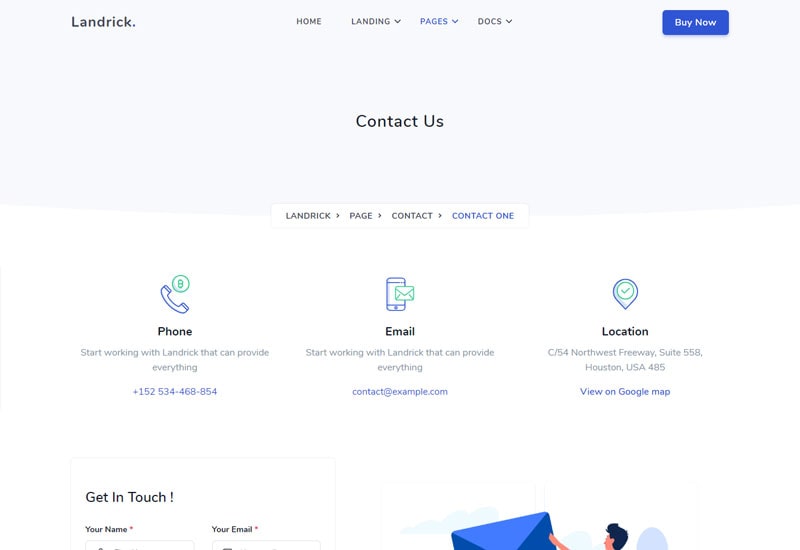 Landrick.
HOME
LANDING
PAGES
DOCS
Buy Now
Contact Us
LANDRICK > PAGE > CONTACT > CONTACT ONE
Phone
Start working with Landrick that can provide
everything
+152 534-468-854
Email
Start working with Landrick that can provide
everything
contact@example.com
Location
C/54 Northwest Freeway, Suite 558,
Houston, USA 485
View on Google map
Get In Touch !
Your Name *
Your Email *